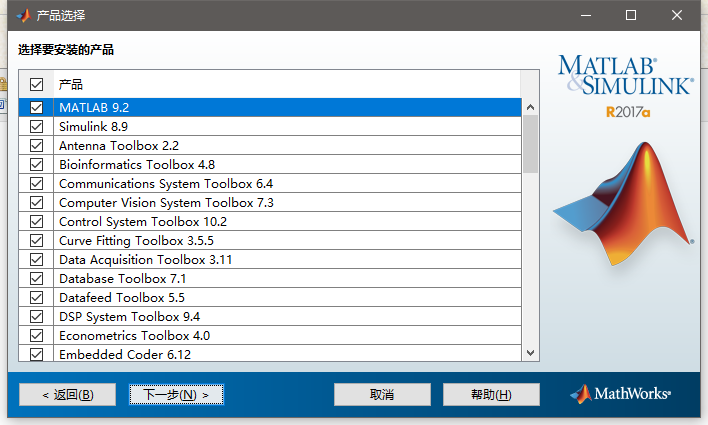 产品选择
选择要安装的产品
产品
MATLAB 9.2
Simulink 8.9
Antenna Toolbox 2.2
Bioinformatics Toolbox 4.8
Communications System Toolbox 6.4
Computer Vision System Toolbox 7.3
Control System Toolbox 10.2
Curve Fitting Toolbox 3.5.5
Data Acquisition Toolbox 3.11
Database Toolbox 7.1
Datafeed Toolbox 5.5
DSP System Toolbox 9.4
Econometrics Toolbox 4.0
Embedded Coder 6.12
MATLAB®
&SIMULINK®
R2017a
®
< 返回(B)
下一步(N) >
取消
帮助(H)
MathWorks®